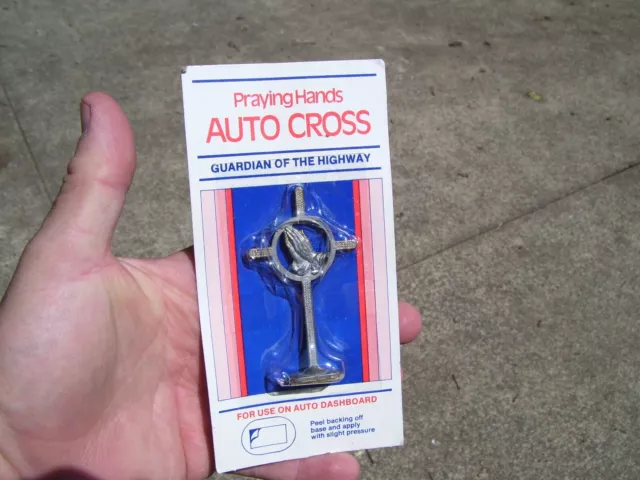 Praying Hands
AUTO CROSS
GUARDIAN OF THE HIGHWAY
FOR USE ON AUTO DASHBOARD
Peel backing off
base and apply
with slight pressure